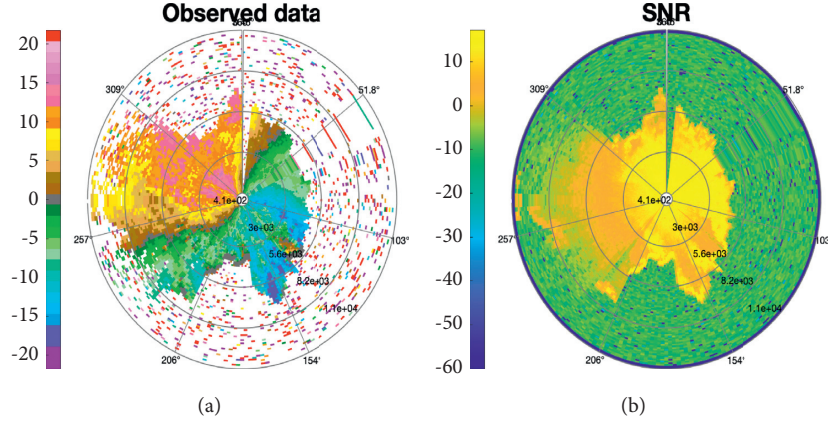 Observed data
SNR
20
15
10
5
0
-5
-10
-15
-20
309°
51.8°
257°
103°
206°
154°
4.1e+02
3e+03
5.6e+03
8.2e+03
1.1e+04
10
0
-10
-20
-30
-40
-50
-60
309°
51.8°
257°
103°
206°
154'
4.1e+02
3e+03
5.6e+03
8.2e+03
1.1e+04
(a)
(b)